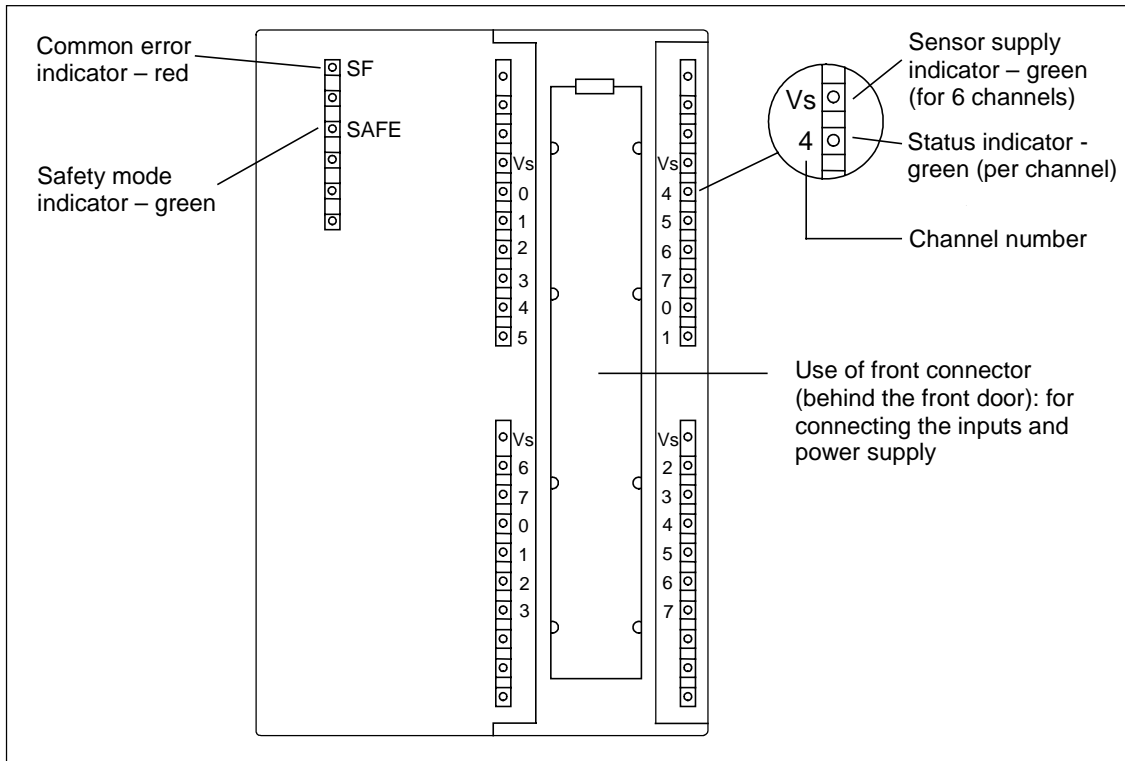 Common error
indicator – red
SF
SAFE
Safety mode
indicator – green
Vs
0
1
2
3
4
5
Vs
6
7
0
1
2
3
Vs
4
5
6
7
0
1
Vs
2
3
4
5
6
7
Vs
4
Sensor supply
indicator – green
(for 6 channels)
Status indicator -
green (per channel)
Channel number
Use of front connector
(behind the front door): for
connecting the inputs and
power supply